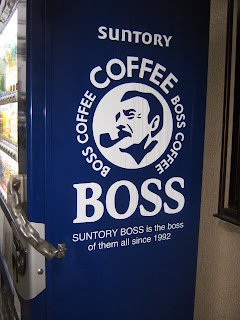 SUNTORY
COFFEE
BOSS COFFEE BOSS COFFEE
BOSS
SUNTORY BOSS is the boss
of them all since 1992